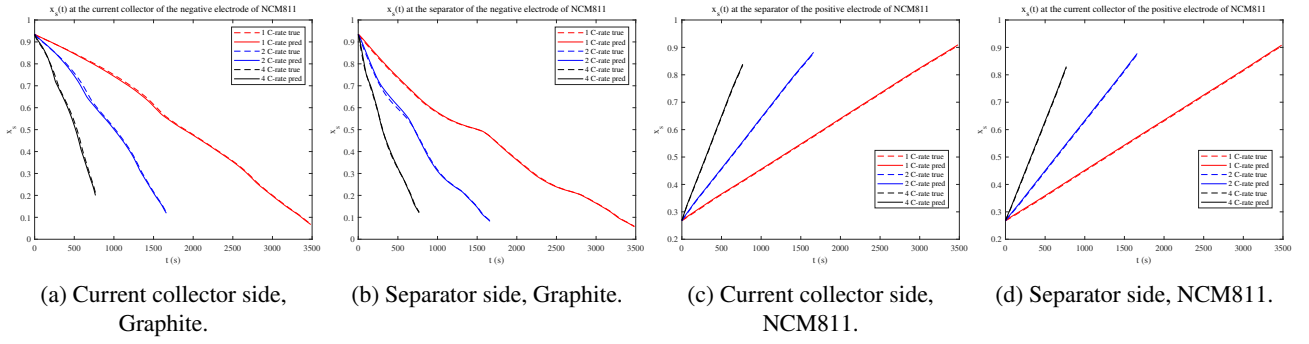 x_s(t) at the current collector of the negative electrode of NCM811
1
0.9
0.8
0.7
0.6
0.5
0.4
0.3
0.2
0.1
0
x_s
0 500 1000 1500 2000 2500 3000 3500
t (s)
1 C-rate true
1 C-rate pred
2 C-rate true
2 C-rate pred
4 C-rate true
4 C-rate pred
(a) Current collector side,
Graphite.
x_s(t) at the separator of the negative electrode of NCM811
1
0.9
0.8
0.7
0.6
0.5
0.4
0.3
0.2
0.1
0
x_s
0 500 1000 1500 2000 2500 3000 3500
t (s)
1 C-rate true
1 C-rate pred
2 C-rate true
2 C-rate pred
4 C-rate true
4 C-rate pred
(b) Separator side, Graphite.
x_s(t) at the separator of the positive electrode of NCM811
1
0.9
0.8
0.7
0.6
0.5
0.4
0.3
0.2
x_s
0 500 1000 1500 2000 2500 3000 3500
t (s)
1 C-rate true
1 C-rate pred
2 C-rate true
2 C-rate pred
4 C-rate true
4 C-rate pred
(c) Current collector side,
NCM811.
x_s(t) at the current collector of the positive electrode of NCM811
1
0.9
0.8
0.7
0.6
0.5
0.4
0.3
0.2
x_s
0 500 1000 1500 2000 2500 3000 3500
t (s)
1 C-rate true
1 C-rate pred
2 C-rate true
2 C-rate pred
4 C-rate true
4 C-rate pred
(d) Separator side, NCM811.